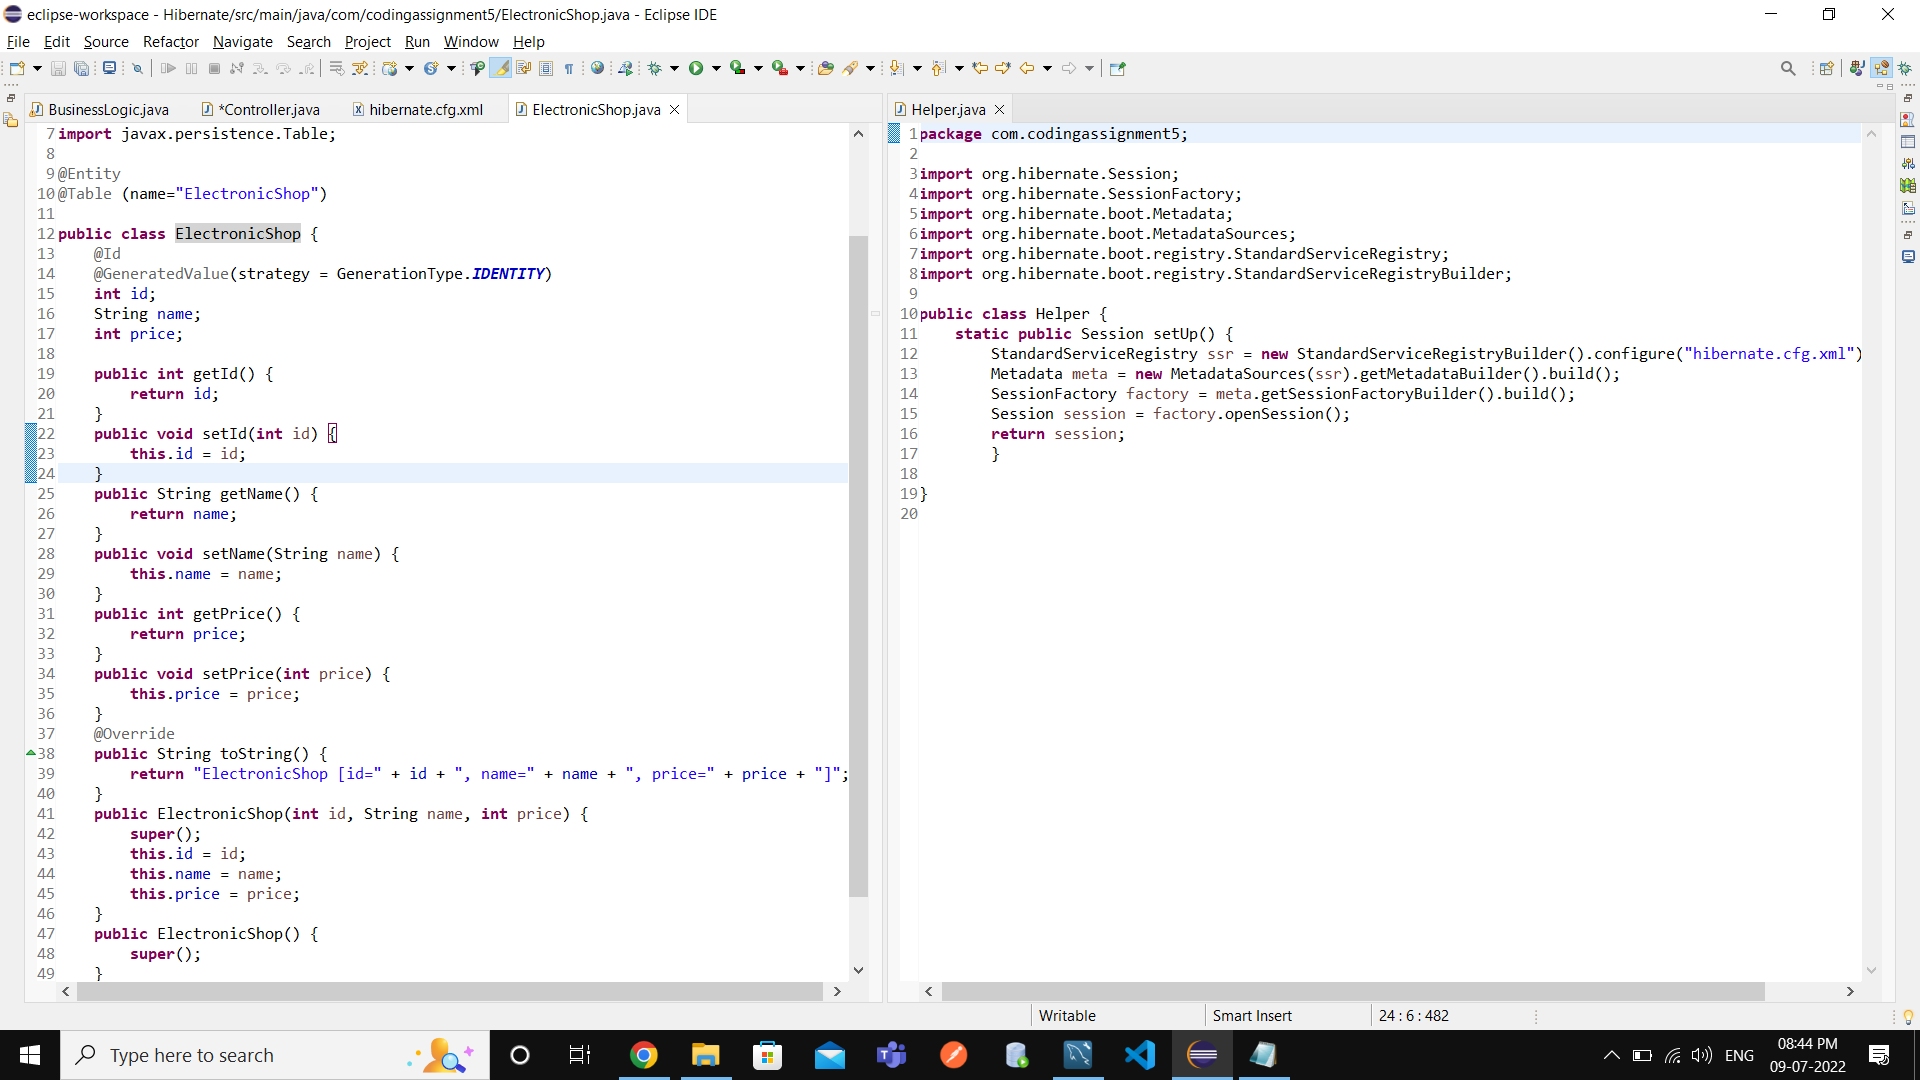 eclipse-workspace - Hibernate/src/main/java/com/codingassignment5/ElectronicShop.java - Eclipse IDE
File Edit Source Refactor Navigate Search Project Run Window Help
BusinessLogic.java *Controller.java hibernate.cfg.xml ElectronicShop.java
7 import javax.persistence.Table;
8
9 @Entity
10 @Table (name="ElectronicShop")
11
12 public class ElectronicShop {
13 @Id
14 @GeneratedValue(strategy = GenerationType.IDENTITY)
15 int id;
16 String name;
17 int price;
18
19 public int getId() {
20 return id;
21 }
22 public void setId(int id) {
23 this.id = id;
24 }
25 public String getName() {
26 return name;
27 }
28 public void setName(String name) {
29 this.name = name;
30 }
31 public int getPrice() {
32 return price;
33 }
34 public void setPrice(int price) {
35 this.price = price;
36 }
37 @Override
38 public String toString() {
39 return "ElectronicShop [id=" + id + ", name=" + name + ", price=" + price + "]";
40 }
41 public ElectronicShop(int id, String name, int price) {
42 super();
43 this.id = id;
44 this.name = name;
45 this.price = price;
46 }
47 public ElectronicShop() {
48 super();
49 }
Helper.java
1 package com.codingassignment5;
2
3 import org.hibernate.Session;
4 import org.hibernate.SessionFactory;
5 import org.hibernate.boot.Metadata;
6 import org.hibernate.boot.MetadataSources;
7 import org.hibernate.boot.registry.StandardServiceRegistry;
8 import org.hibernate.boot.registry.StandardServiceRegistryBuilder;
9
10 public class Helper {
11 static public Session setUp() {
12 StandardServiceRegistry ssr = new StandardServiceRegistryBuilder().configure("hibernate.cfg.xml")
13 Metadata meta = new MetadataSources(ssr).getMetadataBuilder().build();
14 SessionFactory factory = meta.getSessionFactoryBuilder().build();
15 Session session = factory.openSession();
16 return session;
17 }
18
19 }
20
Writable Smart Insert 24 : 6 : 482
Type here to search
ENG
08:44 PM
09-07-2022